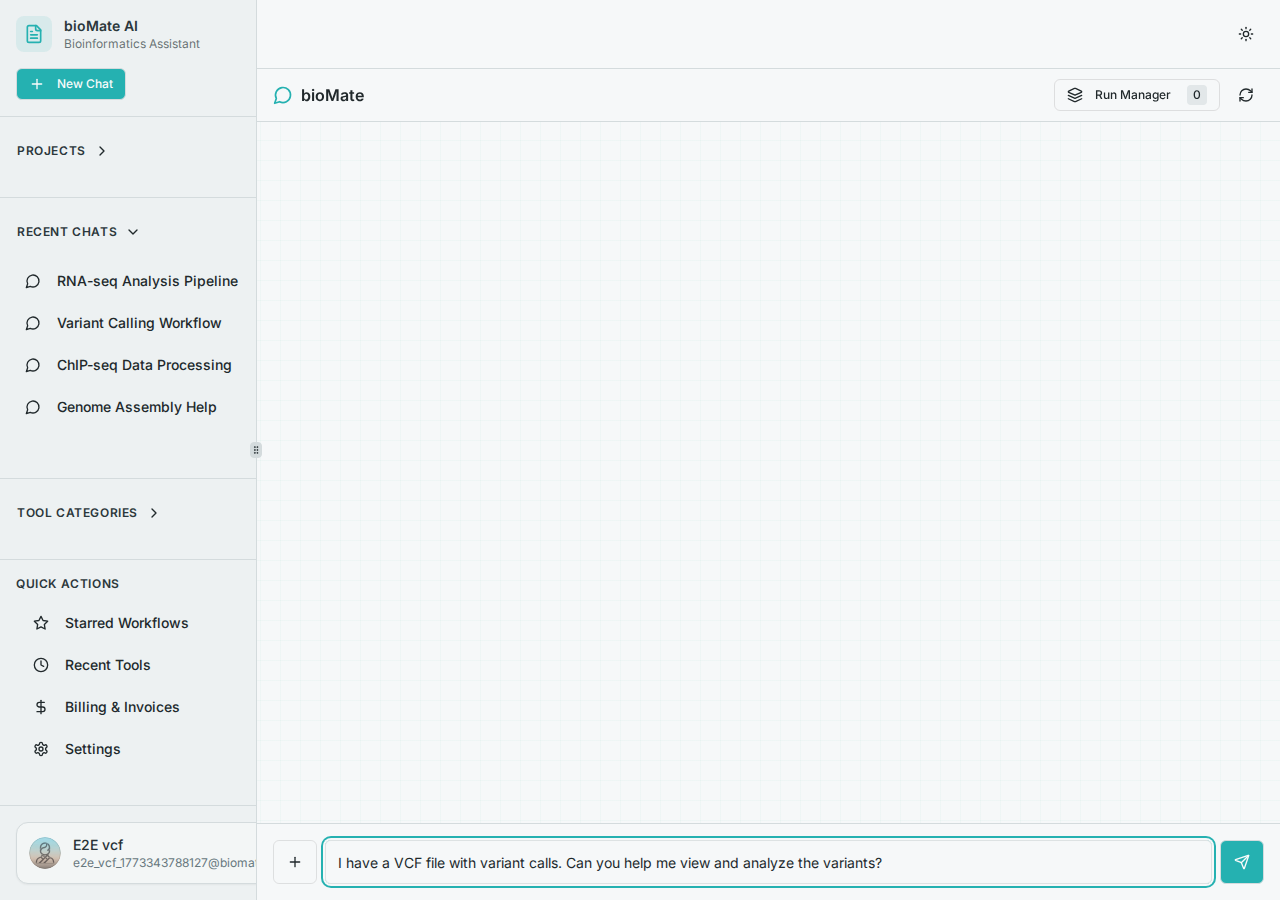 bioMate AI
Bioinformatics Assistant
New Chat
PROJECTS
RECENT CHATS
RNA-seq Analysis Pipeline
Variant Calling Workflow
ChIP-seq Data Processing
Genome Assembly Help
TOOL CATEGORIES
QUICK ACTIONS
Starred Workflows
Recent Tools
Billing & Invoices
Settings
E2E vcf
e2e_vcf_1773343788127@bioma
bioMate
Run Manager 0
I have a VCF file with variant calls. Can you help me view and analyze the variants?